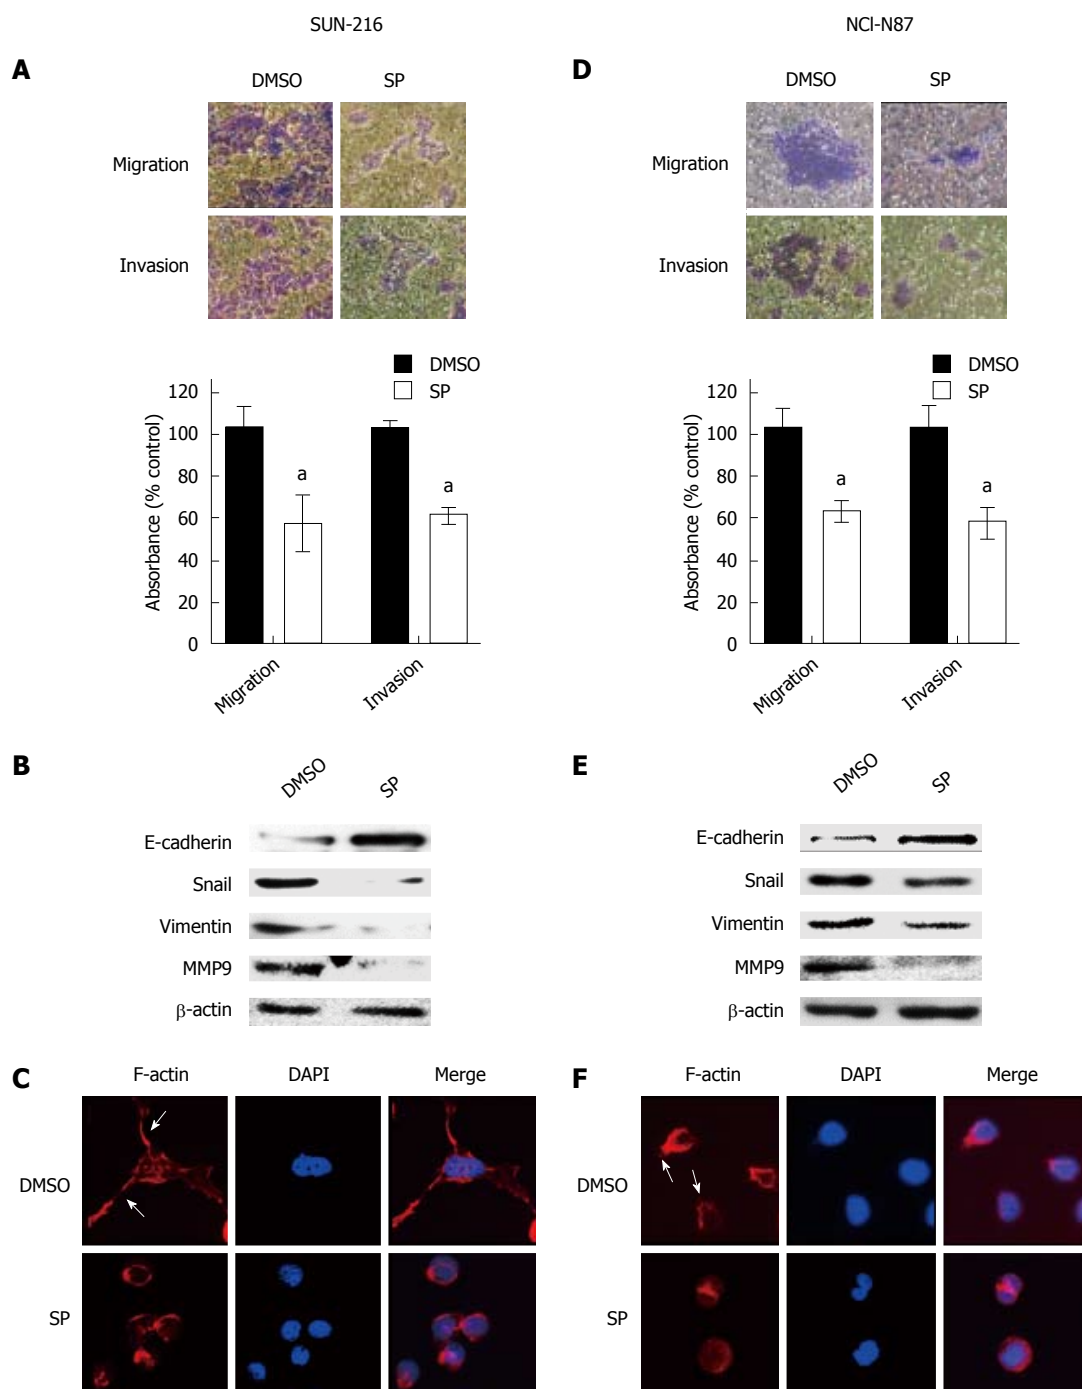 SUN-216
NCI-N87
A
DMSO SP
Migration
Invasion
DMSO
SP
Absorbance (% control)
120
100
80
60
40
20
0
a
a
Migration
Invasion
D
DMSO SP
Migration
Invasion
DMSO
SP
Absorbance (% control)
120
100
80
60
40
20
0
a
a
Migration
Invasion
B
DMSO
SP
E-cadherin
Snail
Vimentin
MMP9
β-actin
E
DMSO
SP
E-cadherin
Snail
Vimentin
MMP9
β-actin
C
F-actin DAPI Merge
DMSO
SP
F
F-actin DAPI Merge
DMSO
SP